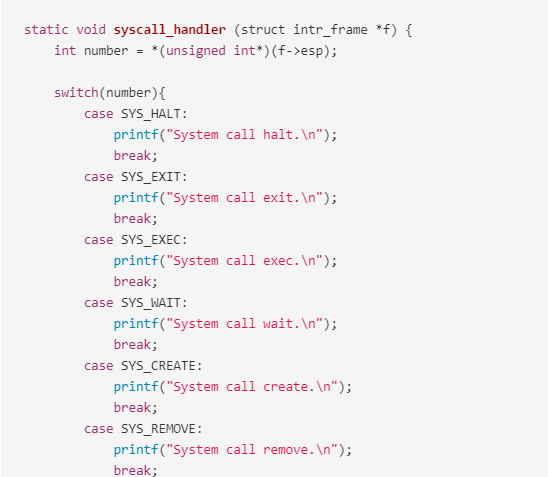 static void syscall_handler (struct intr_frame *f) {
    int number = *(unsigned int*)(f->esp);

    switch(number){
        case SYS_HALT:
            printf("System call halt.\n");
            break;
        case SYS_EXIT:
            printf("System call exit.\n");
            break;
        case SYS_EXEC:
            printf("System call exec.\n");
            break;
        case SYS_WAIT:
            printf("System call wait.\n");
            break;
        case SYS_CREATE:
            printf("System call create.\n");
            break;
        case SYS_REMOVE:
            printf("System call remove.\n");
            break;